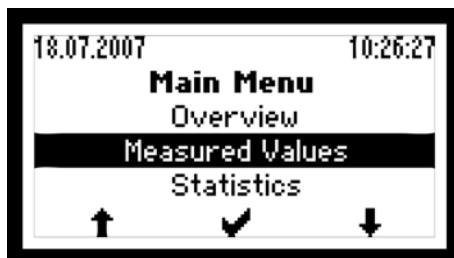 18.07.2007 10:26:27
Main Menu
Overview
Measured Values
Statistics